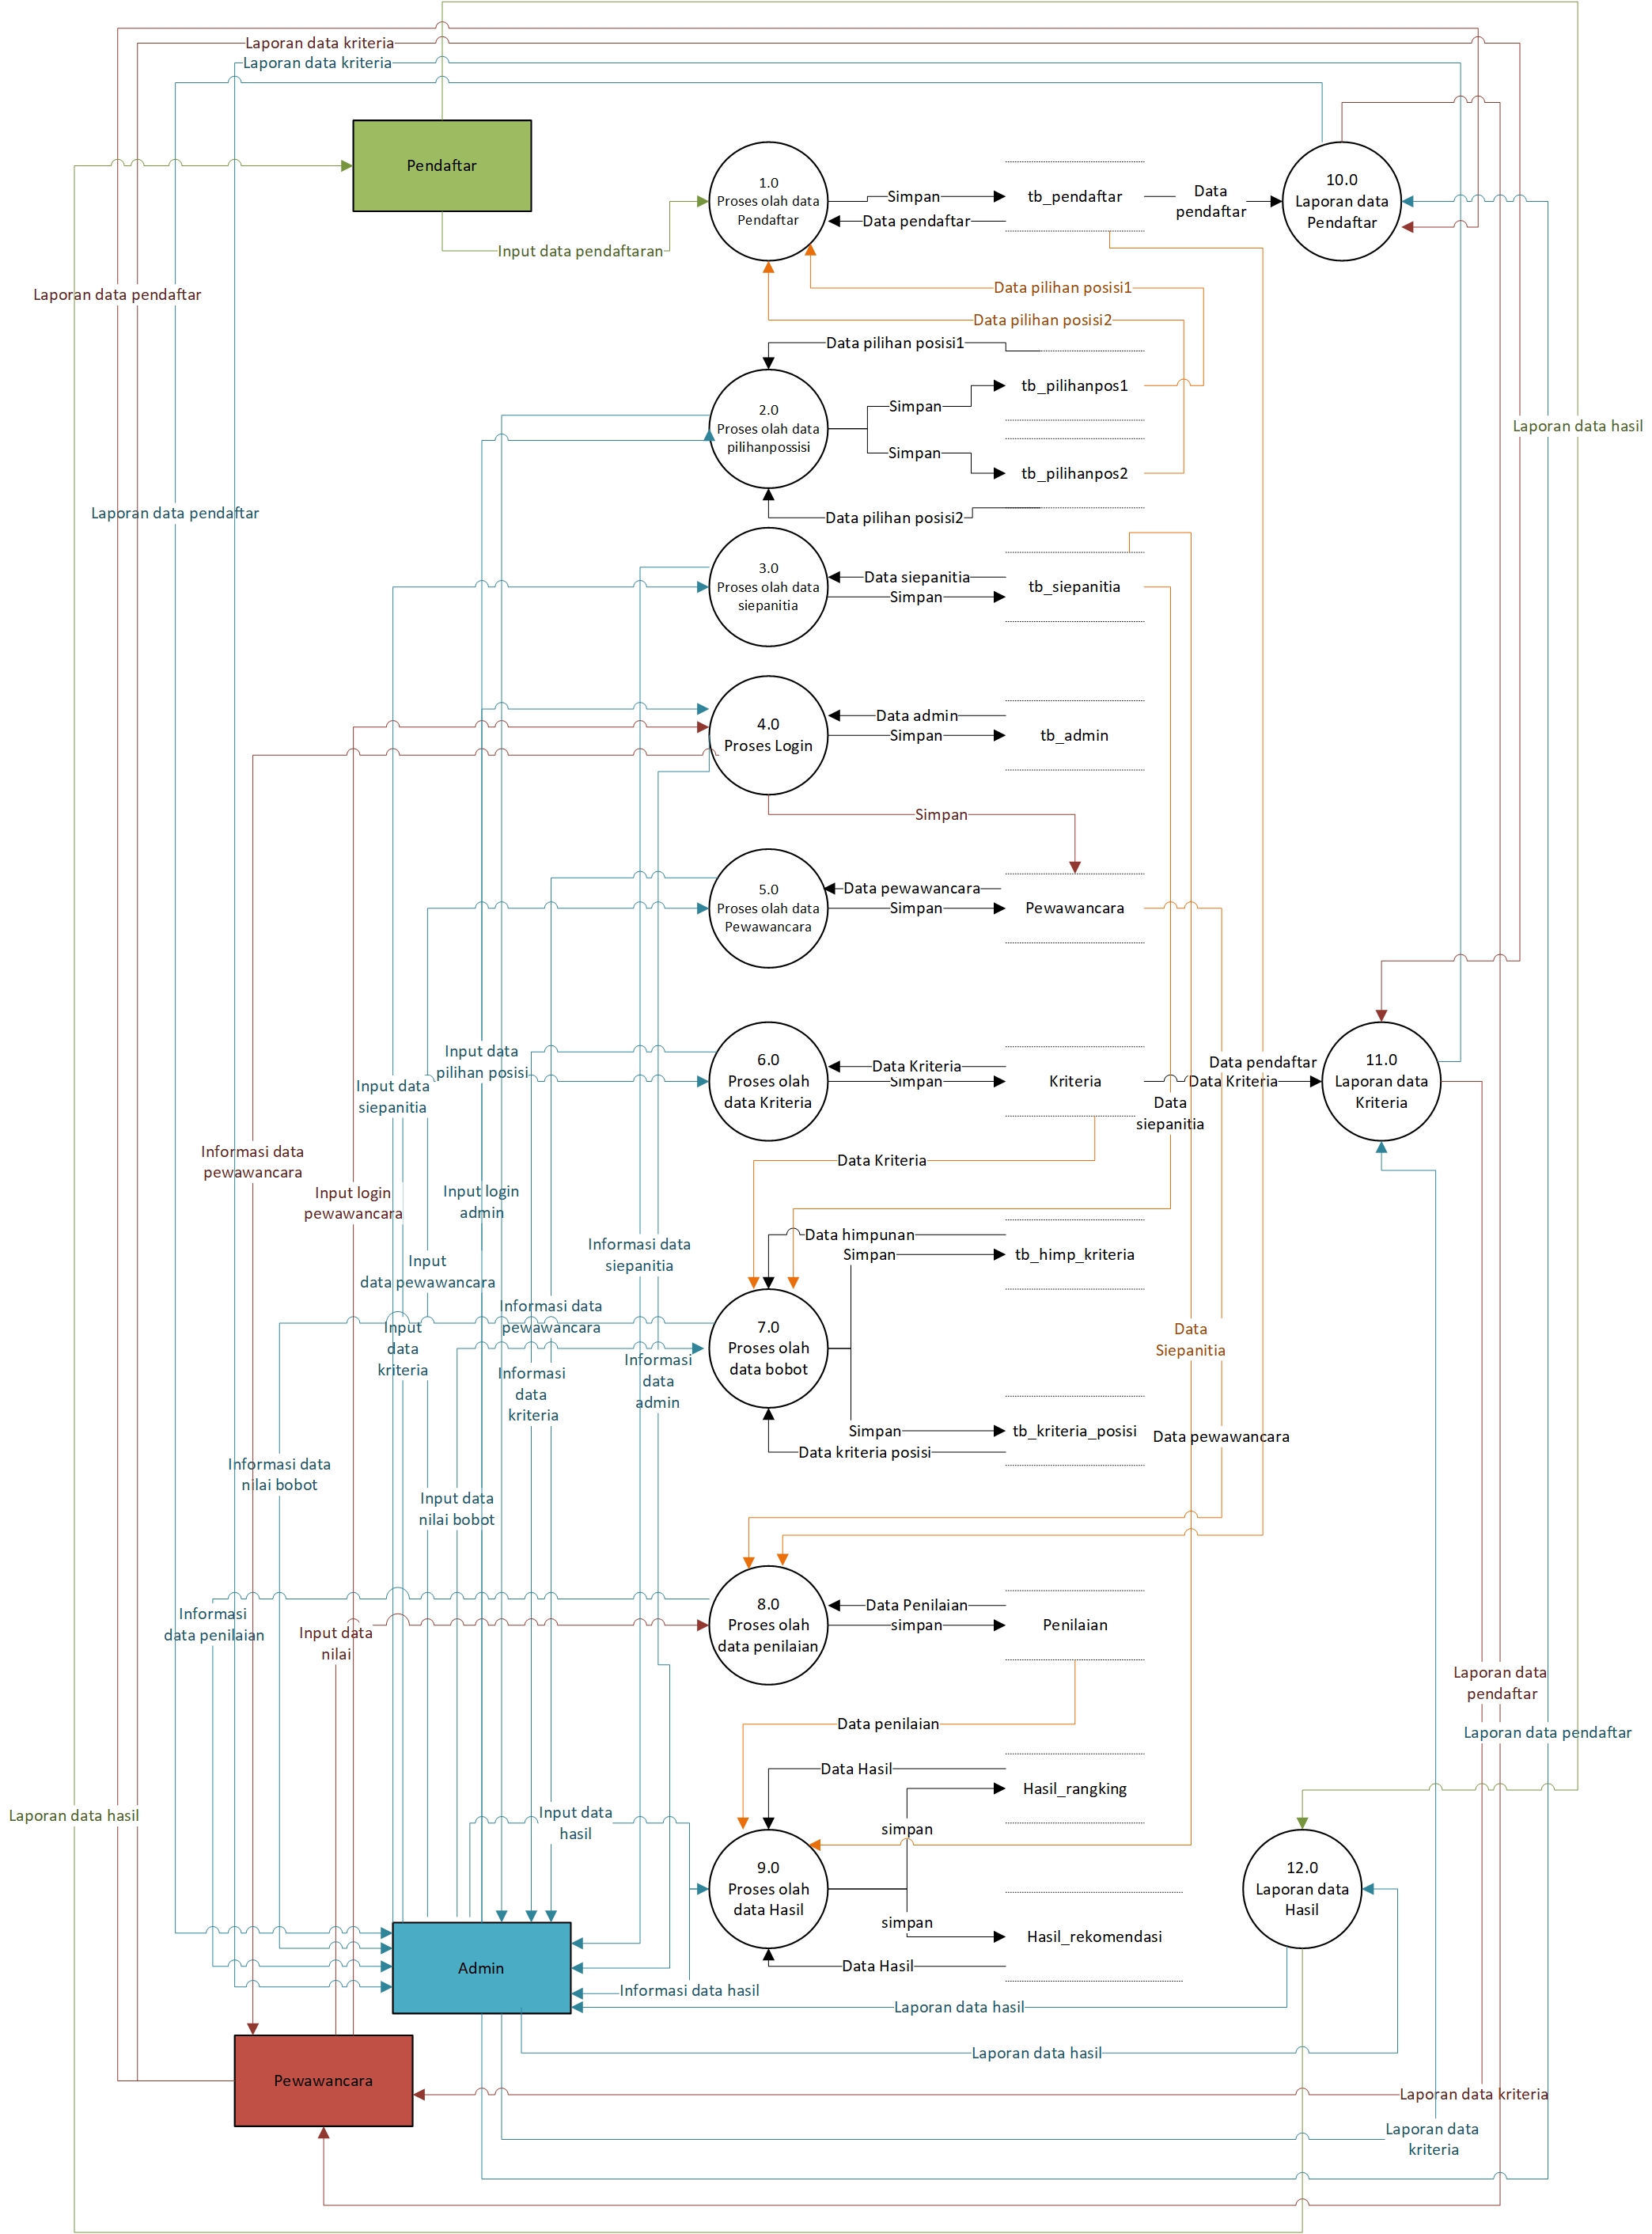 Laporan data kriteria
Laporan data kriteria
Pendaftar
1.0
Proses olah data
Pendaftar
Simpan
Data pendaftar
tb_pendaftar
Data
pendaftar
10.0
Laporan data
Pendaftar
Input data pendaftaran
Laporan data pendaftar
Data pilihan posisi1
Data pilihan posisi2
Data pilihan posisi1
2.0
Proses olah data
pilihanpossisi
Simpan
tb_pilihanpos1
Simpan
tb_pilihanpos2
Data pilihan posisi2
Laporan data hasil
Laporan data pendaftar
3.0
Proses olah data
siepanitia
Data siepanitia
Simpan
tb_siepanitia
4.0
Proses Login
Data admin
Simpan
tb_admin
Simpan
5.0
Proses olah data
Pewawancara
Data pewawancara
Simpan
Pewawancara
Input data
pilihan posisi
Input data
siepanitia
6.0
Proses olah
data Kriteria
Data Kriteria
Simpan
Kriteria
Data pendaftar
Data Kriteria
Data
siepanitia
11.0
Laporan data
Kriteria
Informasi data
pewawancara
Input login
pewawancara
Input login
admin
Data Kriteria
Input
data pewawancara
Informasi data
siepanitia
Data himpunan
Simpan
tb_himp_kriteria
Informasi data
pewawancara
Input
data
kriteria
Informasi
data
kriteria
Informasi
data
admin
7.0
Proses olah
data bobot
Data
Siepanitia
Simpan
tb_kriteria_posisi
Data kriteria posisi
Data pewawancara
Informasi data
nilai bobot
Input data
nilai bobot
Informasi
data penilaian
Input data
nilai
8.0
Proses olah
data penilaian
Data Penilaian
simpan
Penilaian
Laporan data
pendaftar
Laporan data pendaftar
Data penilaian
Data Hasil
Hasil_rangking
simpan
Laporan data hasil
Input data
hasil
9.0
Proses olah
data Hasil
simpan
Hasil_rekomendasi
Data Hasil
12.0
Laporan data
Hasil
Admin
Informasi data hasil
Laporan data hasil
Laporan data hasil
Pewawancara
Laporan data kriteria
Laporan data
kriteria